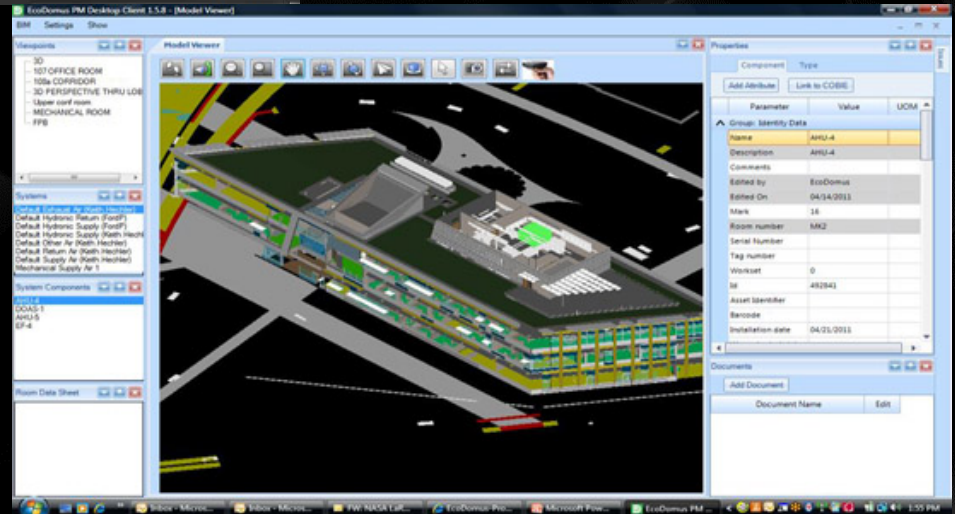 EcoDomus PM Desktop Client 1.5.8 - [Model Viewer]
BIM Settings Show
Viewpoints
3D
107 OFFICE ROOM
108a CORRIDOR
3D PERSPECTIVE THRU LOB
Upper conf room
MECHANICAL ROOM
FPB
Systems
Default Exhaust Air (Keith Hechler)
Default Hydronic Return (FordP)
Default Hydronic Supply (FordP)
Default Hydronic Supply (Keith Hechl
Default Other Air (Keith Hechler)
Default Return Air (Keith Hechler)
Default Supply Air (Keith Hechler)
Mechanical Supply Air 1
System Components
AHU-4
DOAS-1
AHU-5
EF-4
Room Data Sheet
Model Viewer
Properties
Component Type
Add Attribute Link to COBIE
Parameter Value UOM
Group: Identity Data
Name AHU-4
Description AHU-4
Comments
Edited by EcoDomus
Edited On 04/14/2011
Mark 16
Room number MK2
Serial Number
Tag number
Workset 0
Id 492841
Asset Identifier
Barcode
Installation date 04/21/2011
Issues
Documents
Add Document
Document Name Edit
Inbox - Micros... Inbox - Micros... FW: NASA LaR... EcoDomus-Pro... Microsoft Pow... EcoDomus PM ... 1:55 PM